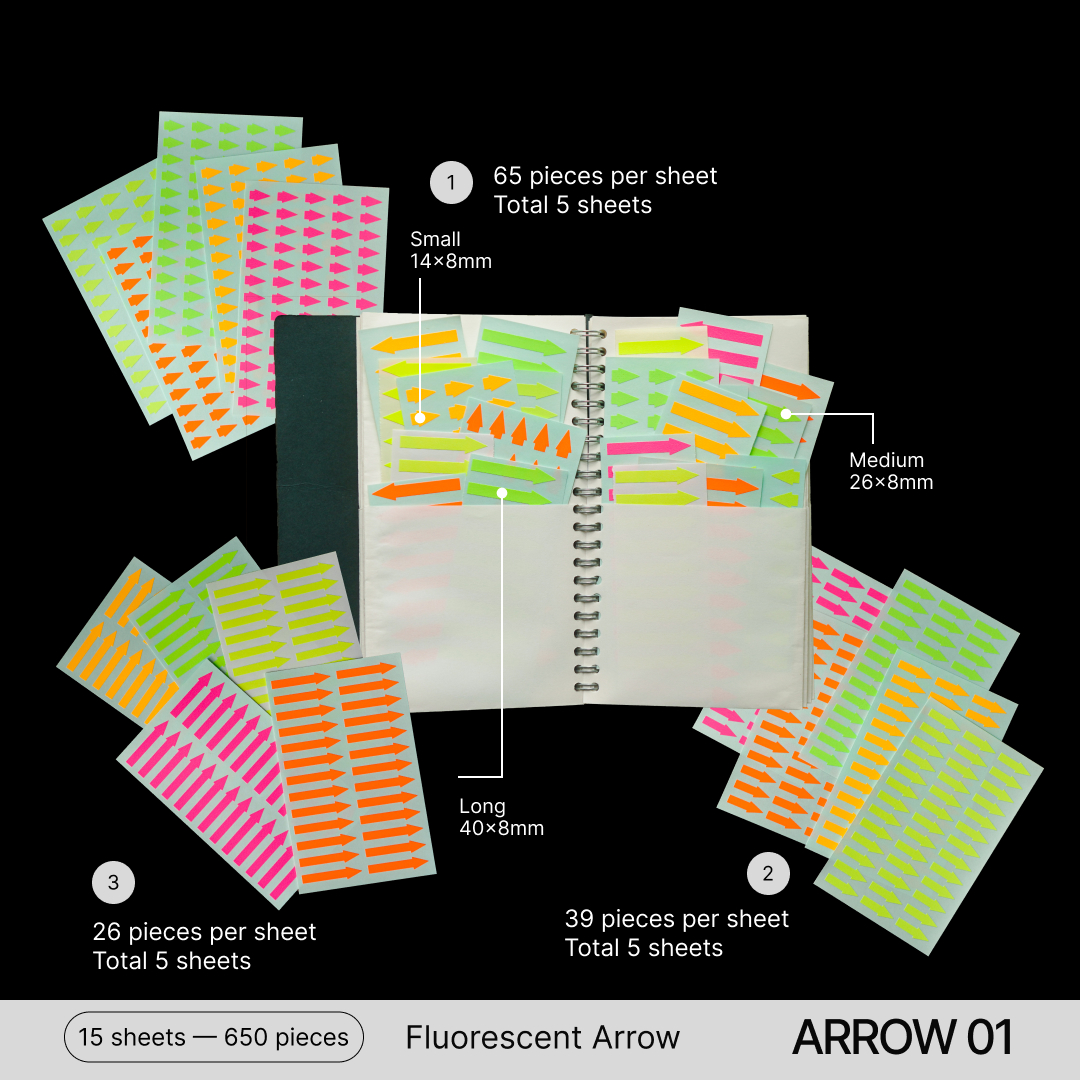 1
65 pieces per sheet
Total 5 sheets
Small
14×8mm
Medium
26×8mm
Long
40×8mm
3
26 pieces per sheet
Total 5 sheets
2
39 pieces per sheet
Total 5 sheets
15 sheets — 650 pieces
Fluorescent Arrow
ARROW 01